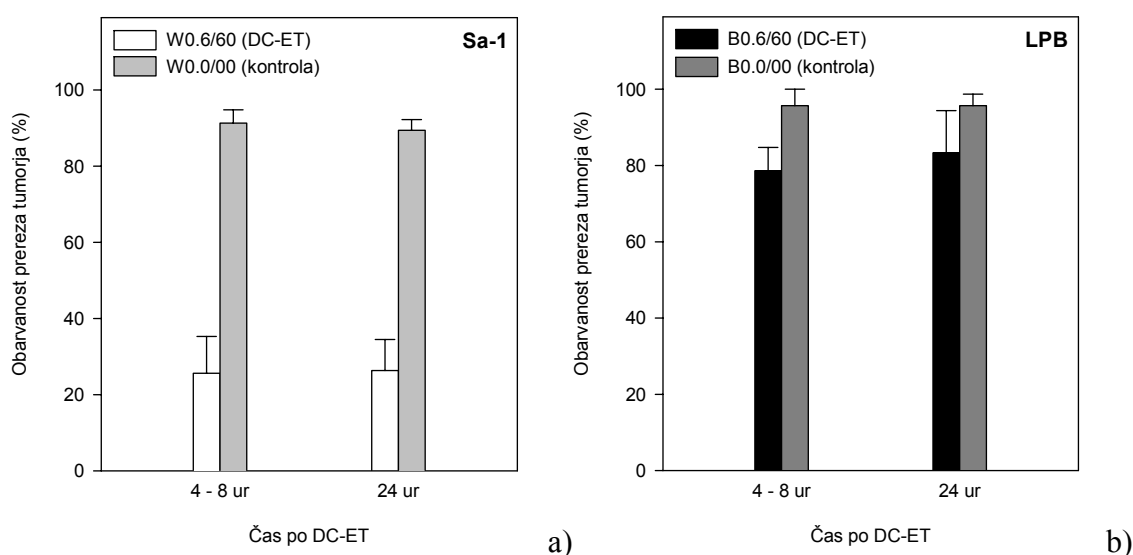 W0.6/60 (DC-ET)
W0.0/00 (kontrola)
Sa-1
Obarvanost prereza tumorja (%)
100
80
60
40
20
0
4 - 8 ur
24 ur
Čas po DC-ET
a)
B0.6/60 (DC-ET)
B0.0/00 (kontrola)
LPB
Obarvanost prereza tumorja (%)
100
80
60
40
20
0
4 - 8 ur
24 ur
Čas po DC-ET
b)